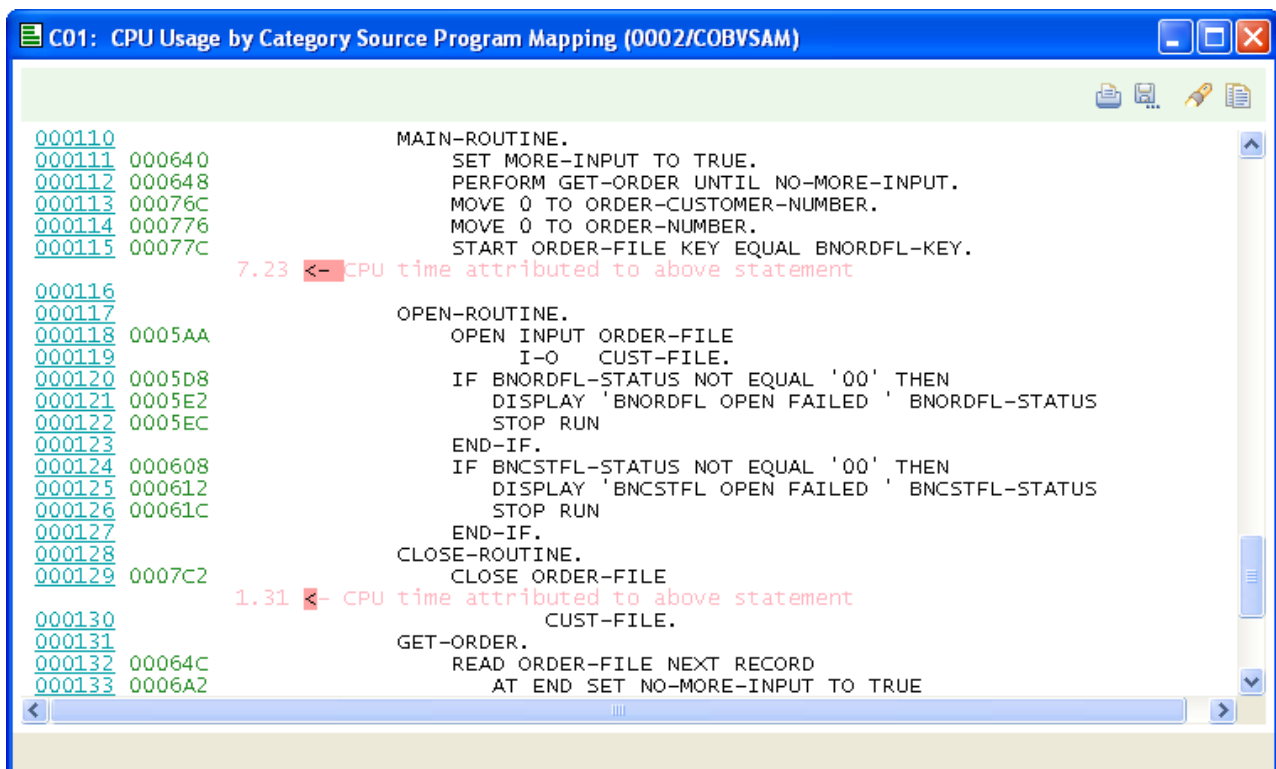 C01: CPU Usage by Category Source Program Mapping (0002/COBVSAM)
000110 MAIN-ROUTINE.
000111 000640 SET MORE-INPUT TO TRUE.
000112 000648 PERFORM GET-ORDER UNTIL NO-MORE-INPUT.
000113 00076C MOVE 0 TO ORDER-CUSTOMER-NUMBER.
000114 000776 MOVE 0 TO ORDER-NUMBER.
000115 00077C START ORDER-FILE KEY EQUAL BNORDFL-KEY.
7.23 <- CPU time attributed to above statement
000116
000117 OPEN-ROUTINE.
000118 0005AA OPEN INPUT ORDER-FILE
000119 I-O CUST-FILE.
000120 0005D8 IF BNORDFL-STATUS NOT EQUAL '00' THEN
000121 0005E2 DISPLAY 'BNORDFL OPEN FAILED ' BNORDFL-STATUS
000122 0005EC STOP RUN
000123 END-IF.
000124 000608 IF BNCSTFL-STATUS NOT EQUAL '00' THEN
000125 000612 DISPLAY 'BNCSTFL OPEN FAILED ' BNCSTFL-STATUS
000126 00061C STOP RUN
000127 END-IF.
000128 CLOSE-ROUTINE.
000129 0007C2 CLOSE ORDER-FILE
1.31 <- CPU time attributed to above statement
000130 CUST-FILE.
000131 GET-ORDER.
000132 00064C READ ORDER-FILE NEXT RECORD
000133 0006A2 AT END SET NO-MORE-INPUT TO TRUE